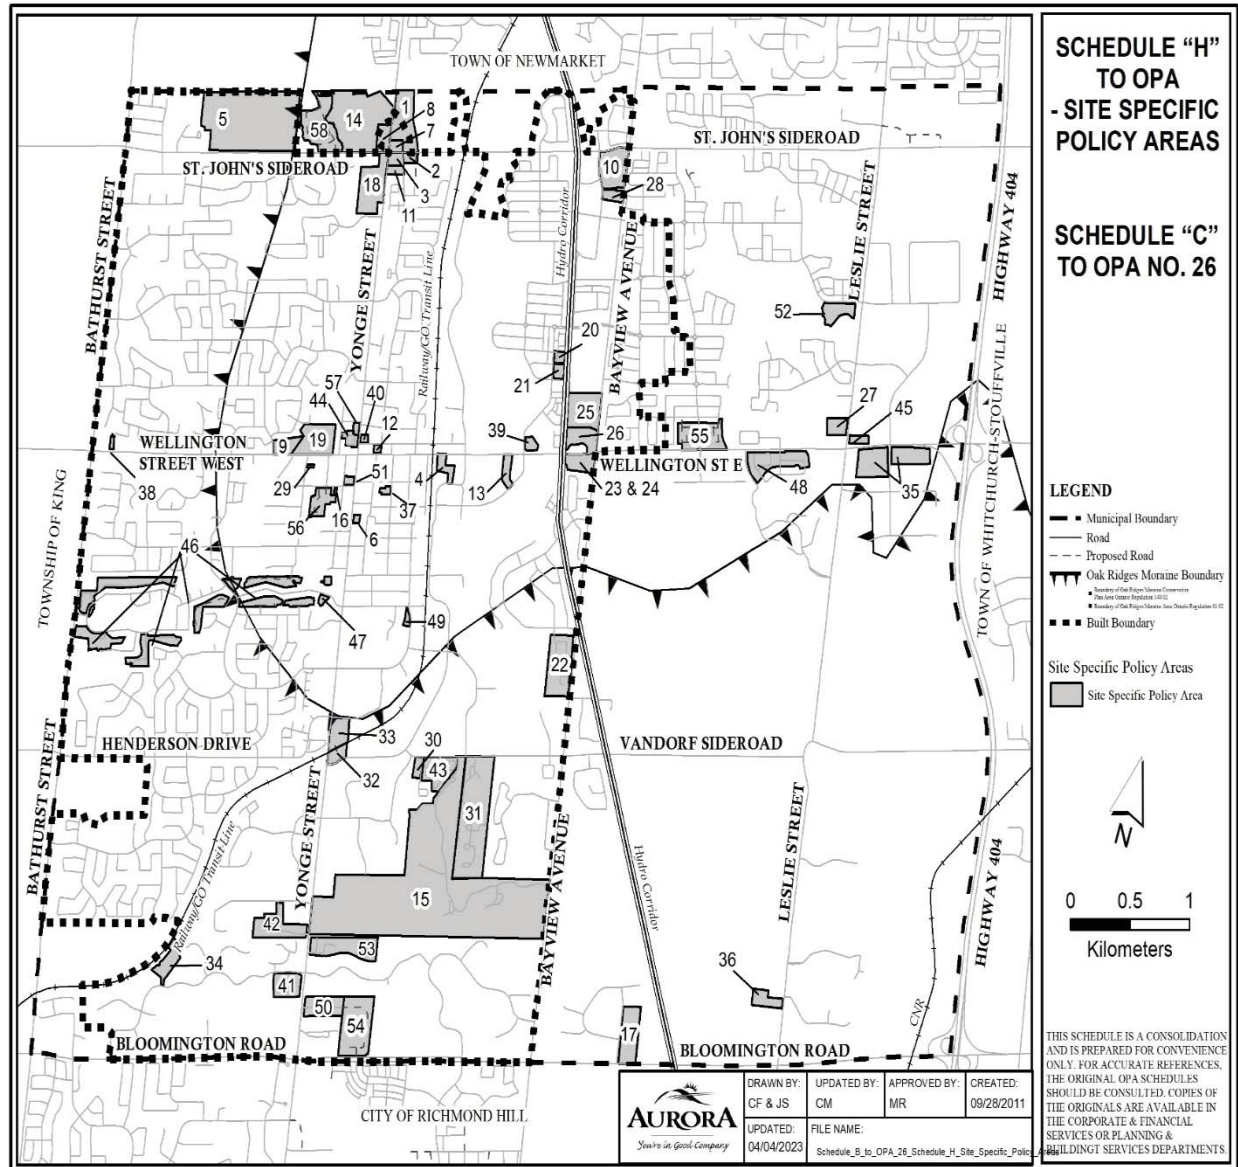 SCHEDULE “H”
TO OPA
- SITE SPECIFIC
POLICY AREAS
SCHEDULE “C”
TO OPA NO. 26
TOWN OF NEWMARKET
5
58
14
1
8
7
2
3
11
18
ST. JOHN'S SIDEROAD
ST. JOHN'S SIDEROAD
10
28
BATHURST STREET
YONGE STREET
Railway/GO Transit Line
Hydro Corridor
BAYVIEW AVENUE
LESLIE STREET
HIGHWAY 404
52
20
21
57
44
40
12
9
19
39
25
26
55
27
45
WELLINGTON
STREET WEST
WELLINGTON ST E
38
29
51
4
13
23 & 24
48
35
56
16
37
6
TOWNSHIP OF KING
TOWN OF WHITCHURCH-STOUFFVILLE
46
47
49
22
HENDERSON DRIVE
VANDORF SIDEROAD
33
32
30
43
31
BATHURST STREET
YONGE STREET
Railway/GO Transit Line
BAYVIEW AVENUE
Hydro Corridor
LESLIE STREET
HIGHWAY 404
CNR
15
42
53
34
41
50
54
36
17
BLOOMINGTON ROAD
BLOOMINGTON ROAD
CITY OF RICHMOND HILL
LEGEND
Municipal Boundary
Road
Proposed Road
Oak Ridges Moraine Boundary
Built Boundary
Site Specific Policy Areas
Site Specific Policy Area
N
0 0.5 1
Kilometers
THIS SCHEDULE IS A CONSOLIDATION
AND IS PREPARED FOR CONVENIENCE
ONLY. FOR ACCURATE REFERENCES,
THE ORIGINAL OPA SCHEDULES
SHOULD BE CONSULTED. COPIES OF
THE ORIGINALS ARE AVAILABLE IN
THE CORPORATE & FINANCIAL
SERVICES OR PLANNING &
BUILDINGT SERVICES DEPARTMENTS.
AURORA
You're in Good Company
DRAWN BY:
CF & JS
UPDATED BY:
CM
APPROVED BY:
MR
CREATED:
09/28/2011
UPDATED:
04/04/2023
FILE NAME:
Schedule_B_to_OPA_26_Schedule_H_Site_Specific_Policy_Areas